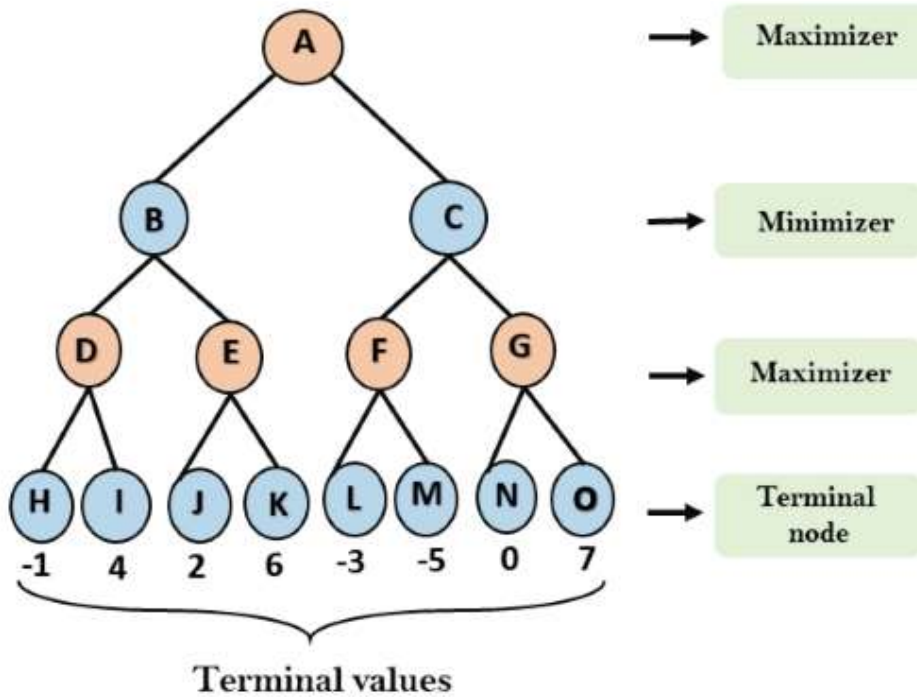 A
Maximizer
B
C
Minimizer
D
E
F
G
Maximizer
H
I
J
K
L
M
N
O
Terminal
node
-1
4
2
6
-3
-5
0
7
Terminal values